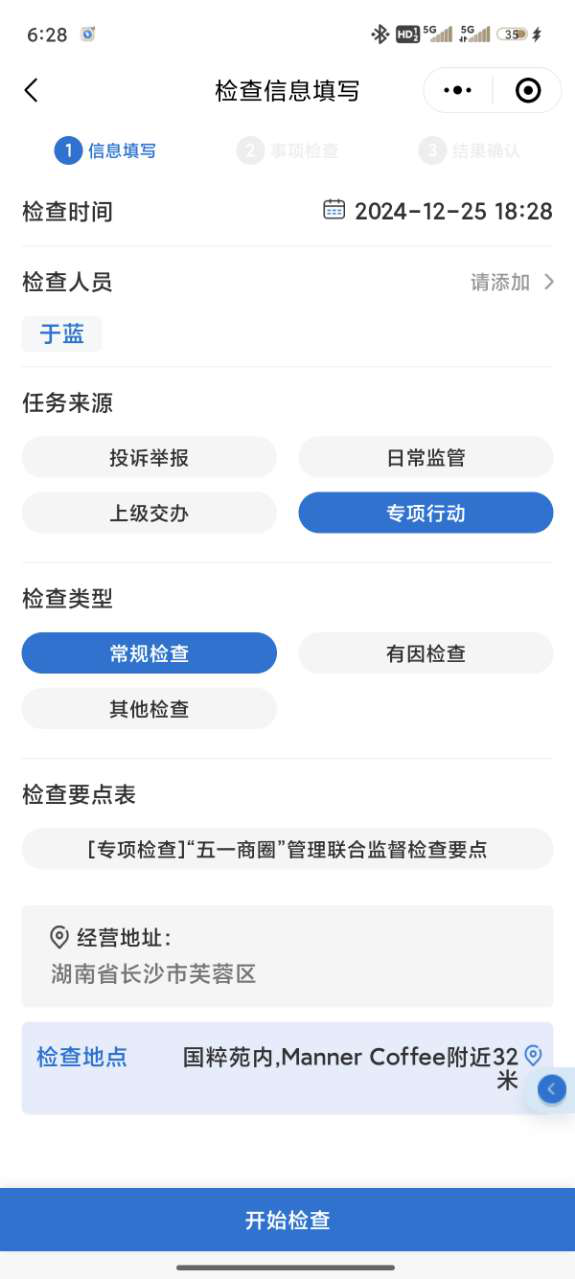 6:28
HD 1 2 5G 5G 35
检查信息填写
1 信息填写 2 事项检查 3 结果确认
检查时间 2024-12-25 18:28
检查人员 请添加
于蓝
任务来源
投诉举报 日常监管
上级交办 专项行动
检查类型
常规检查 有因检查
其他检查
检查要点表
[专项检查]“五一商圈”管理联合监督检查要点
经营地址：
湖南省长沙市芙蓉区
检查地点 国粹苑内,Manner Coffee附近32
米
开始检查